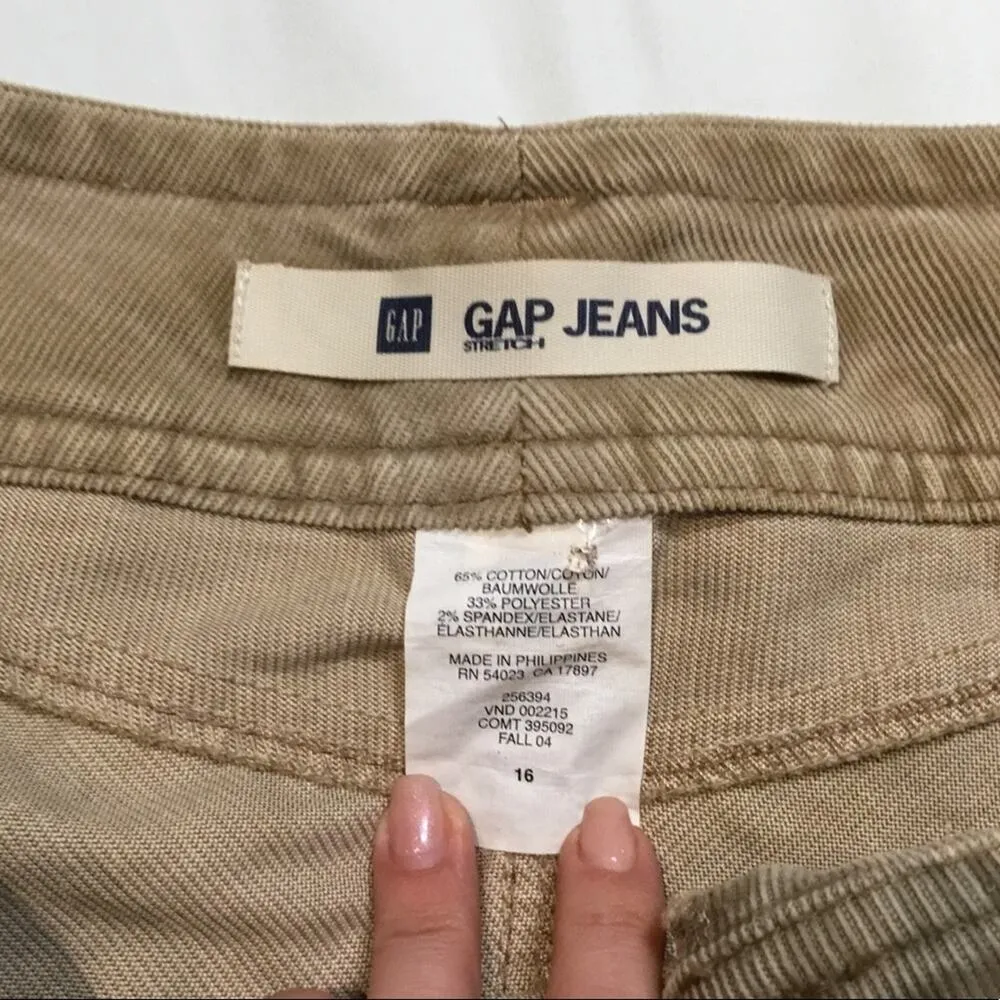 GAP GAP JEANS
STRETCH
65% COTTON/COTON/
BAUMWOLLE
33% POLYESTER
2% SPANDEX/ELASTANE/
ELASTHANNE/ELASTHAN
MADE IN PHILIPPINES
RN 54023 CA 17897
256394
VND 002215
COMT 395092
FALL 04
16